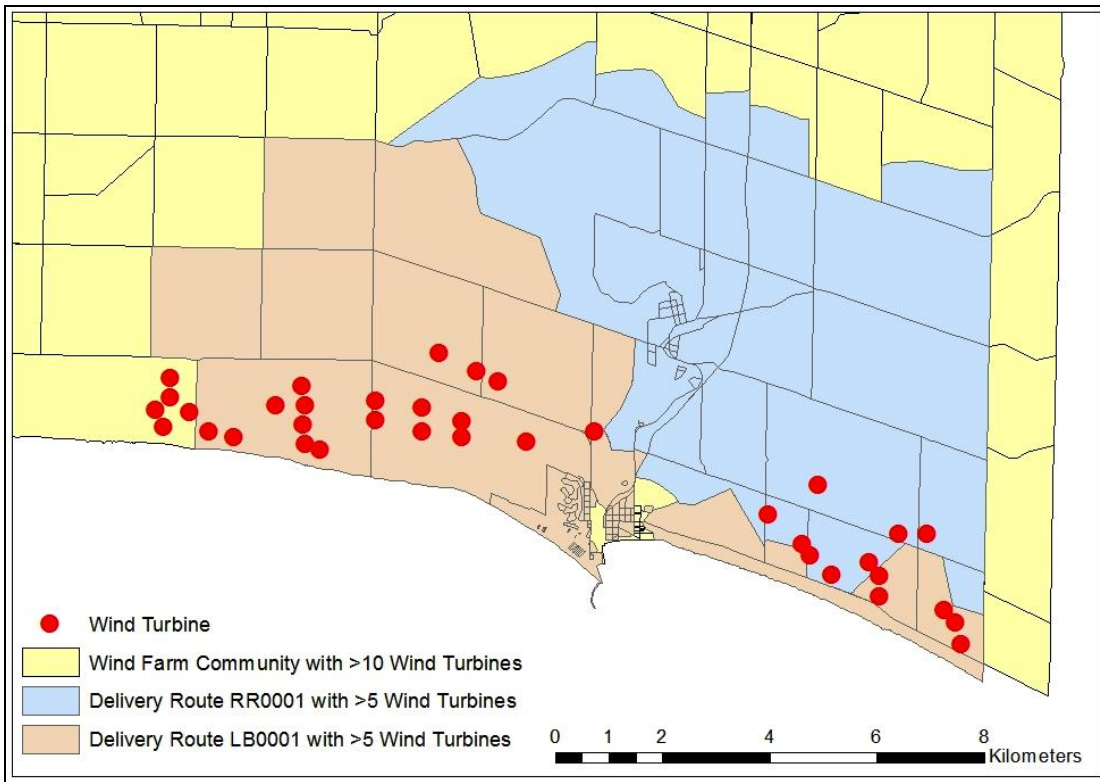 Wind Turbine
Wind Farm Community with >10 Wind Turbines
Delivery Route RR0001 with >5 Wind Turbines
Delivery Route LB0001 with >5 Wind Turbines
0 1 2 4 6 8
Kilometers